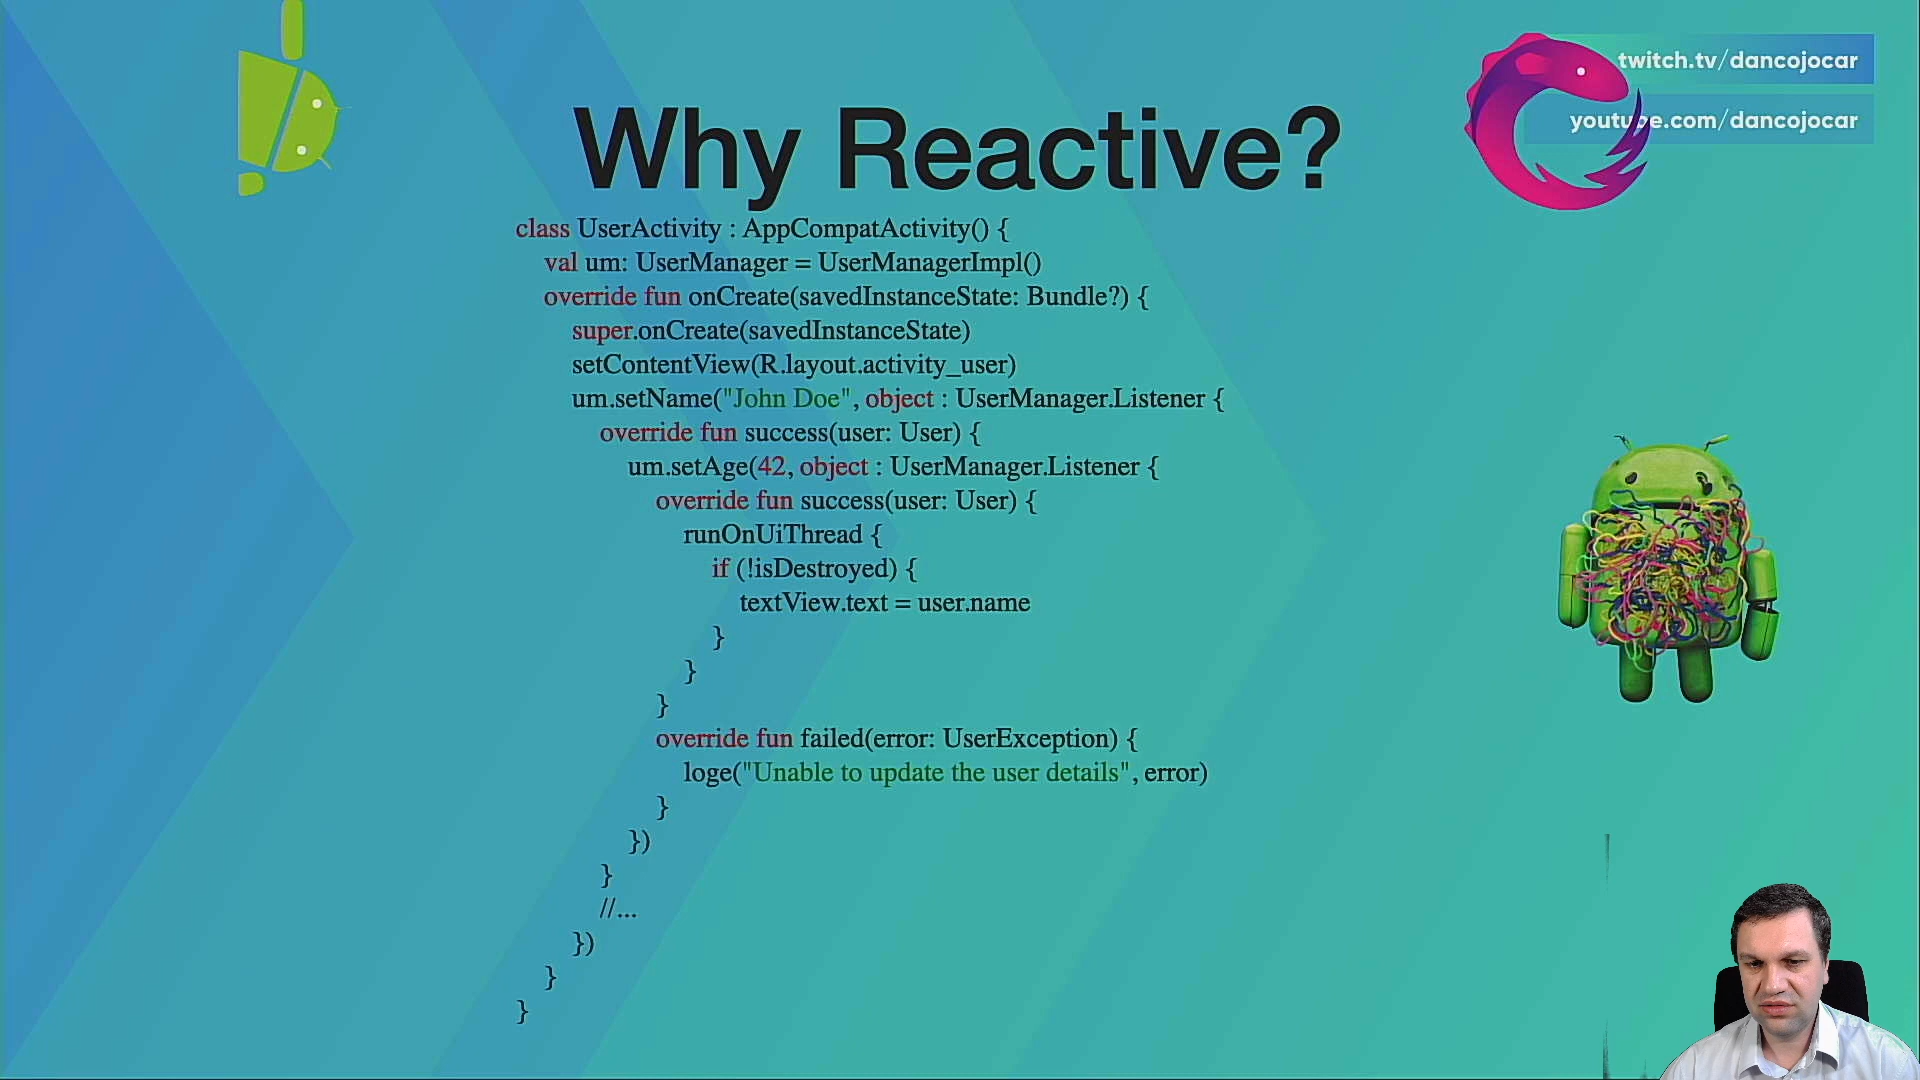 twitch.tv/dancojocar
youtube.com/dancojocar
Why Reactive?
class UserActivity : AppCompatActivity() {
val um: UserManager = UserManagerImpl()
override fun onCreate(savedInstanceState: Bundle?) {
super.onCreate(savedInstanceState)
setContentView(R.layout.activity_user)
um.setName("John Doe", object : UserManager.Listener {
override fun success(user: User) {
um.setAge(42, object : UserManager.Listener {
override fun success(user: User) {
runOnUiThread {
if (!isDestroyed) {
textView.text = user.name
}
}
}
override fun failed(error: UserException) {
loge("Unable to update the user details", error)
}
})
}
//...
})
}
}